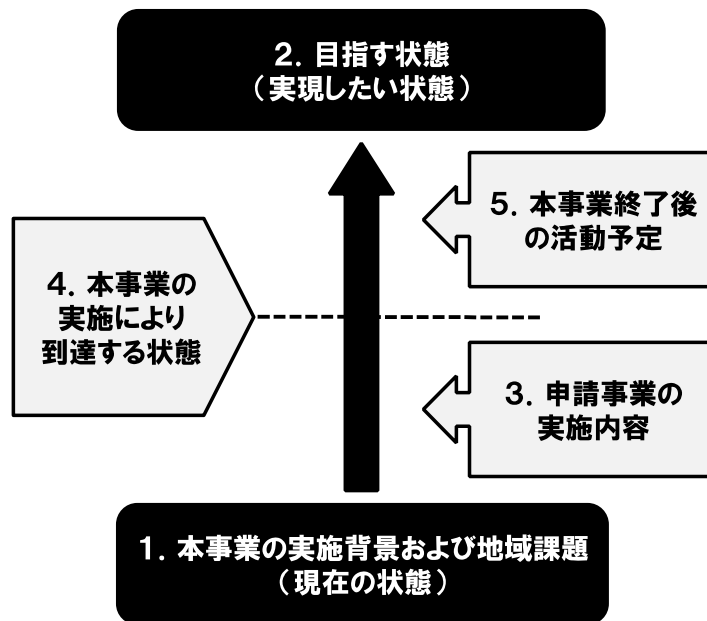 2. 目指す状態
（実現したい状態）
5. 本事業終了後
の活動予定
4. 本事業の
実施により
到達する状態
3. 申請事業の
実施内容
1. 本事業の実施背景および地域課題
（現在の状態）